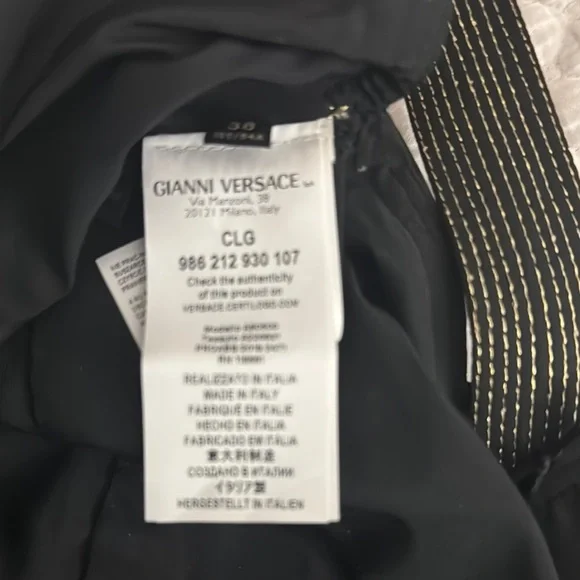 38
GIANNI VERSACE SpA
Via Manzoni, 38
20121 Milano, Italy
CLG
986 212 930 107
Check the authenticity
of this product on
VERSACE.CERTILOGO.COM
REALIZZATO IN ITALIA
MADE IN ITALY
FABRIQUÉ EN ITALIE
HECHO EN ITALIA
FABRICADO EM ITALIA
意大利制造
СОЗДАНО В ИТАЛИИ
イタリア製
HERGESTELLT IN ITALIEN